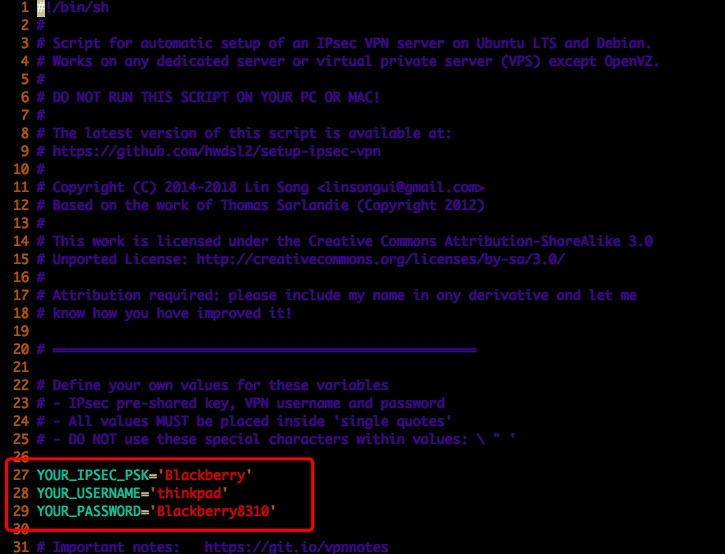 1 #!/bin/sh
2 #
3 # Script for automatic setup of an IPsec VPN server on Ubuntu LTS and Debian.
4 # Works on any dedicated server or virtual private server (VPS) except OpenVZ.
5 #
6 # DO NOT RUN THIS SCRIPT ON YOUR PC OR MAC!
7 #
8 # The latest version of this script is available at:
9 # https://github.com/hwdsl2/setup-ipsec-vpn
10 #
11 # Copyright (C) 2014-2018 Lin Song <linsongui@gmail.com>
12 # Based on the work of Thomas Sarlandie (Copyright 2012)
13 #
14 # This work is licensed under the Creative Commons Attribution-ShareAlike 3.0
15 # Unported License: http://creativecommons.org/licenses/by-sa/3.0/
16 #
17 # Attribution required: please include my name in any derivative and let me
18 # know how you have improved it!
19
20 # =====================================================
21
22 # Define your own values for these variables
23 # - IPsec pre-shared key, VPN username and password
24 # - All values MUST be placed inside 'single quotes'
25 # - DO NOT use these special characters within values: \ " '
26
27 YOUR_IPSEC_PSK='Blackberry'
28 YOUR_USERNAME='thinkpad'
29 YOUR_PASSWORD='Blackberry8310'
30
31 # Important notes:   https://git.io/vpnnotes